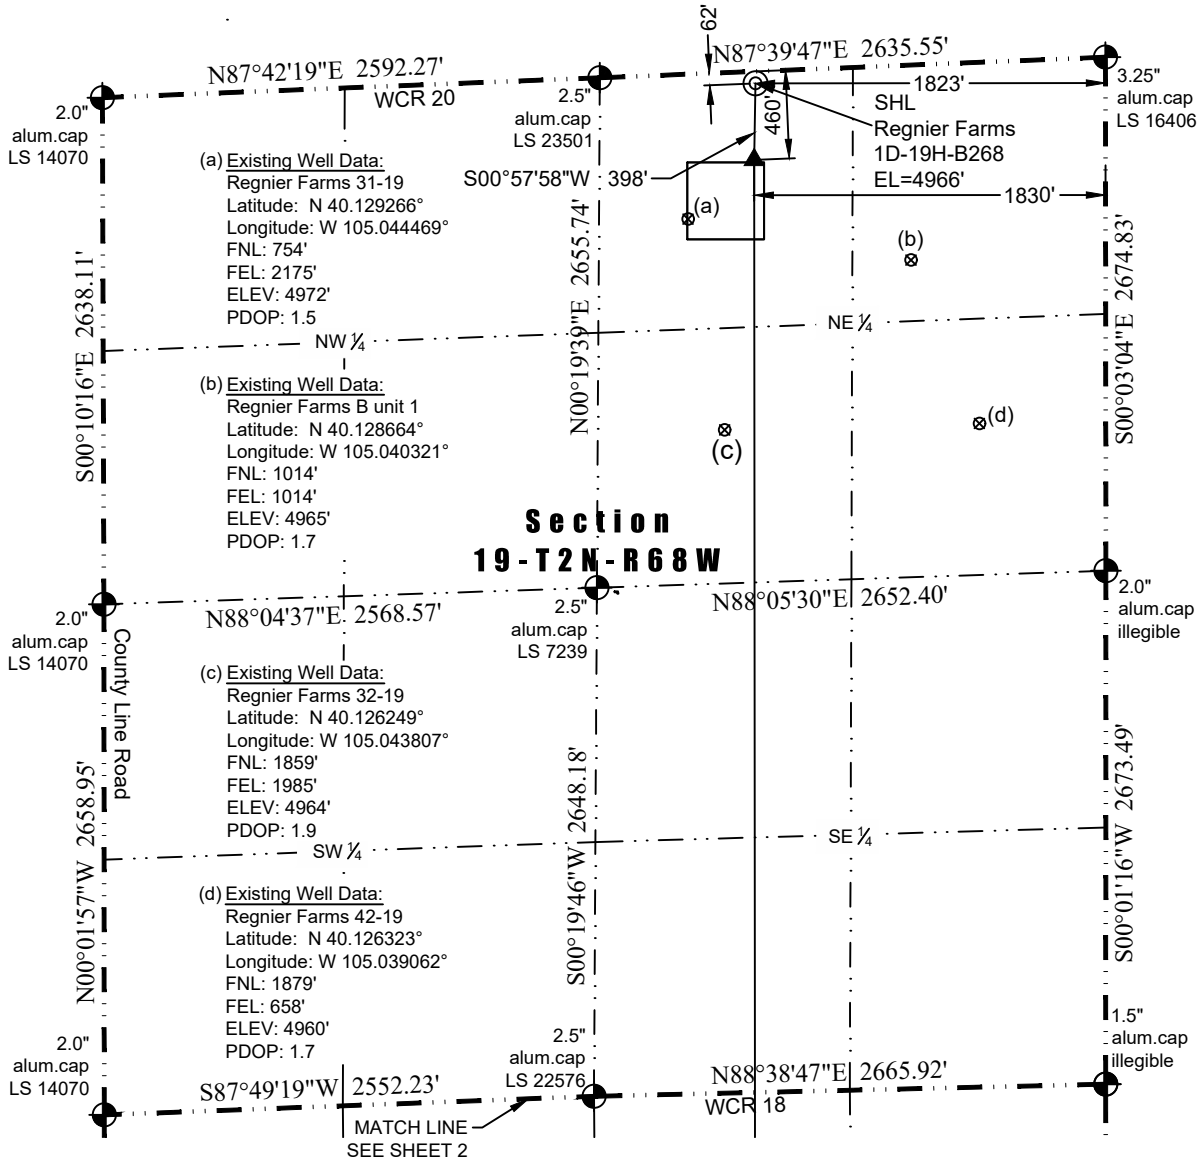 62'
N87°42'19"E 2592.27'
N87°39'47"E 2635.55'
WCR 20
2.0"
alum.cap
LS 14070
2.5"
alum.cap
LS 23501
3.25"
alum.cap
LS 16406
1823'
460'
SHL
Regnier Farms
1D-19H-B268
EL=4966'
S00°57'58"W 398'
1830'
(a) Existing Well Data:
Regnier Farms 31-19
Latitude: N 40.129266°
Longitude: W 105.044469°
FNL: 754'
FEL: 2175'
ELEV: 4972'
PDOP: 1.5
(a)
(b)
S00°10'16"E 2638.11'
N00°19'39"E 2655.74'
S00°03'04"E 2674.83'
NW ¼
NE ¼
(b) Existing Well Data:
Regnier Farms B unit 1
Latitude: N 40.128664°
Longitude: W 105.040321°
FNL: 1014'
FEL: 1014'
ELEV: 4965'
PDOP: 1.7
(c)
(d)
Section
19-T2N-R68W
2.0"
alum.cap
LS 14070
N88°04'37"E 2568.57'
2.5"
alum.cap
LS 7239
N88°05'30"E 2652.40'
2.0"
alum.cap
illegible
County Line Road
(c) Existing Well Data:
Regnier Farms 32-19
Latitude: N 40.126249°
Longitude: W 105.043807°
FNL: 1859'
FEL: 1985'
ELEV: 4964'
PDOP: 1.9
N00°01'57"W 2658.95'
S00°19'46"W 2648.18'
S00°01'16"W 2673.49'
SW ¼
SE ¼
(d) Existing Well Data:
Regnier Farms 42-19
Latitude: N 40.126323°
Longitude: W 105.039062°
FNL: 1879'
FEL: 658'
ELEV: 4960'
PDOP: 1.7
2.0"
alum.cap
LS 14070
S87°49'19"W 2552.23'
2.5"
alum.cap
LS 22576
N88°38'47"E 2665.92'
WCR 18
1.5"
alum.cap
illegible
MATCH LINE
SEE SHEET 2